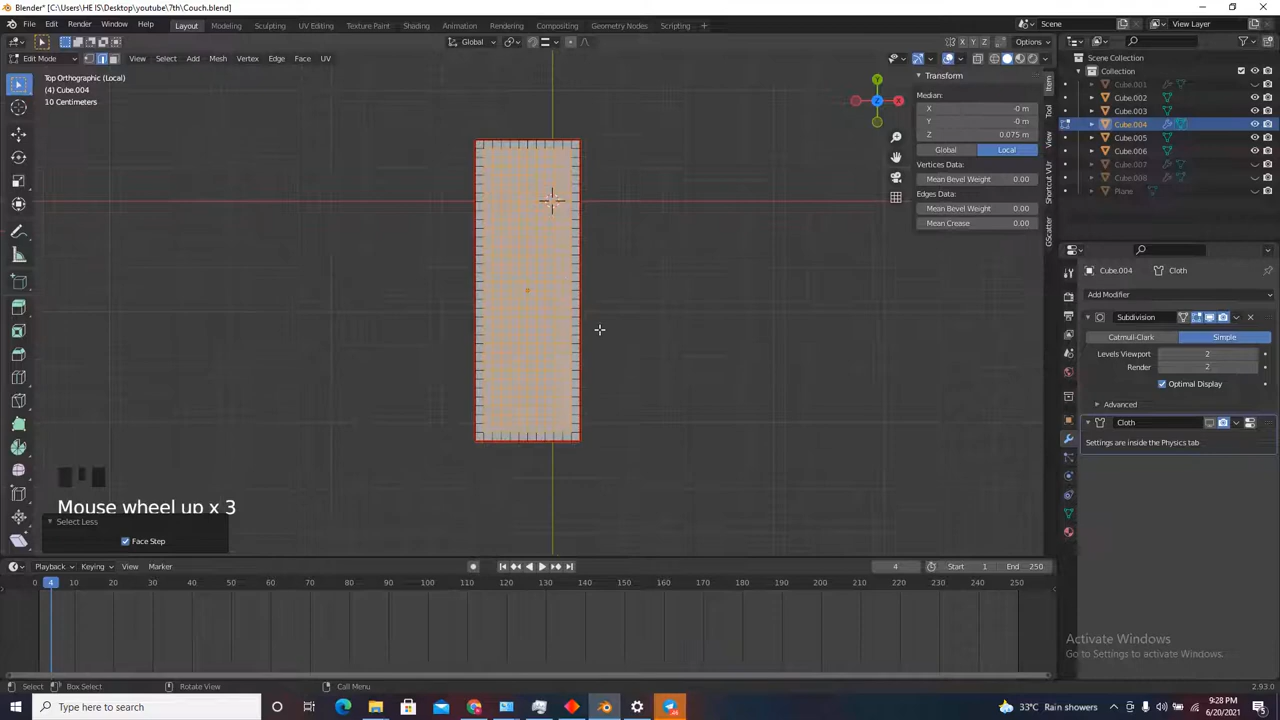 Blender* [C:\Users\HE IS\Desktop\youtube\7th\Couch.blend]
File Edit Render Window Help Layout Modeling Sculpting UV Editing Texture Paint Shading Animation Rendering Compositing Geometry Nodes Scripting + Scene View Layer
Global Options
Edit Mode View Select Add Mesh Vertex Edge Face UV X Y Z
Top Orthographic (Local)
(4) Cube.004
10 Centimeters
Transform
Median:
X -0 m
Y -0 m
Z 0.075 m
Global Local
Vertices Data:
Mean Bevel Weight 0.00
Edges Data:
Mean Bevel Weight 0.00
Mean Crease 0.00
Item
Tool
View
Shortcut VUr
GScatter
Scene Collection
Collection
Cube.001
Cube.002
Cube.003
Cube.004
Cube.005
Cube.006
Cube.007
Cube.008
Plane
Cube.004 Cloth
Add Modifier
Subdivision
Catmull-Clark Simple
Levels Viewport 2
Render 2
Optimal Display
Advanced
Cloth
Settings are inside the Physics tab
Mouse wheel up x 3
Select Less
Face Step
Playback Keying View Marker 4 Start 1 End 250
0 4 10 20 30 40 50 60 70 80 90 100 110 120 130 140 150 160 170 180 190 200 210 220 230 240 250
Activate Windows
Go to Settings to activate Windows.
Select Box Select Rotate View Call Menu 2.93.0
Type here to search
33°C Rain showers
9:28 PM
6/20/2021